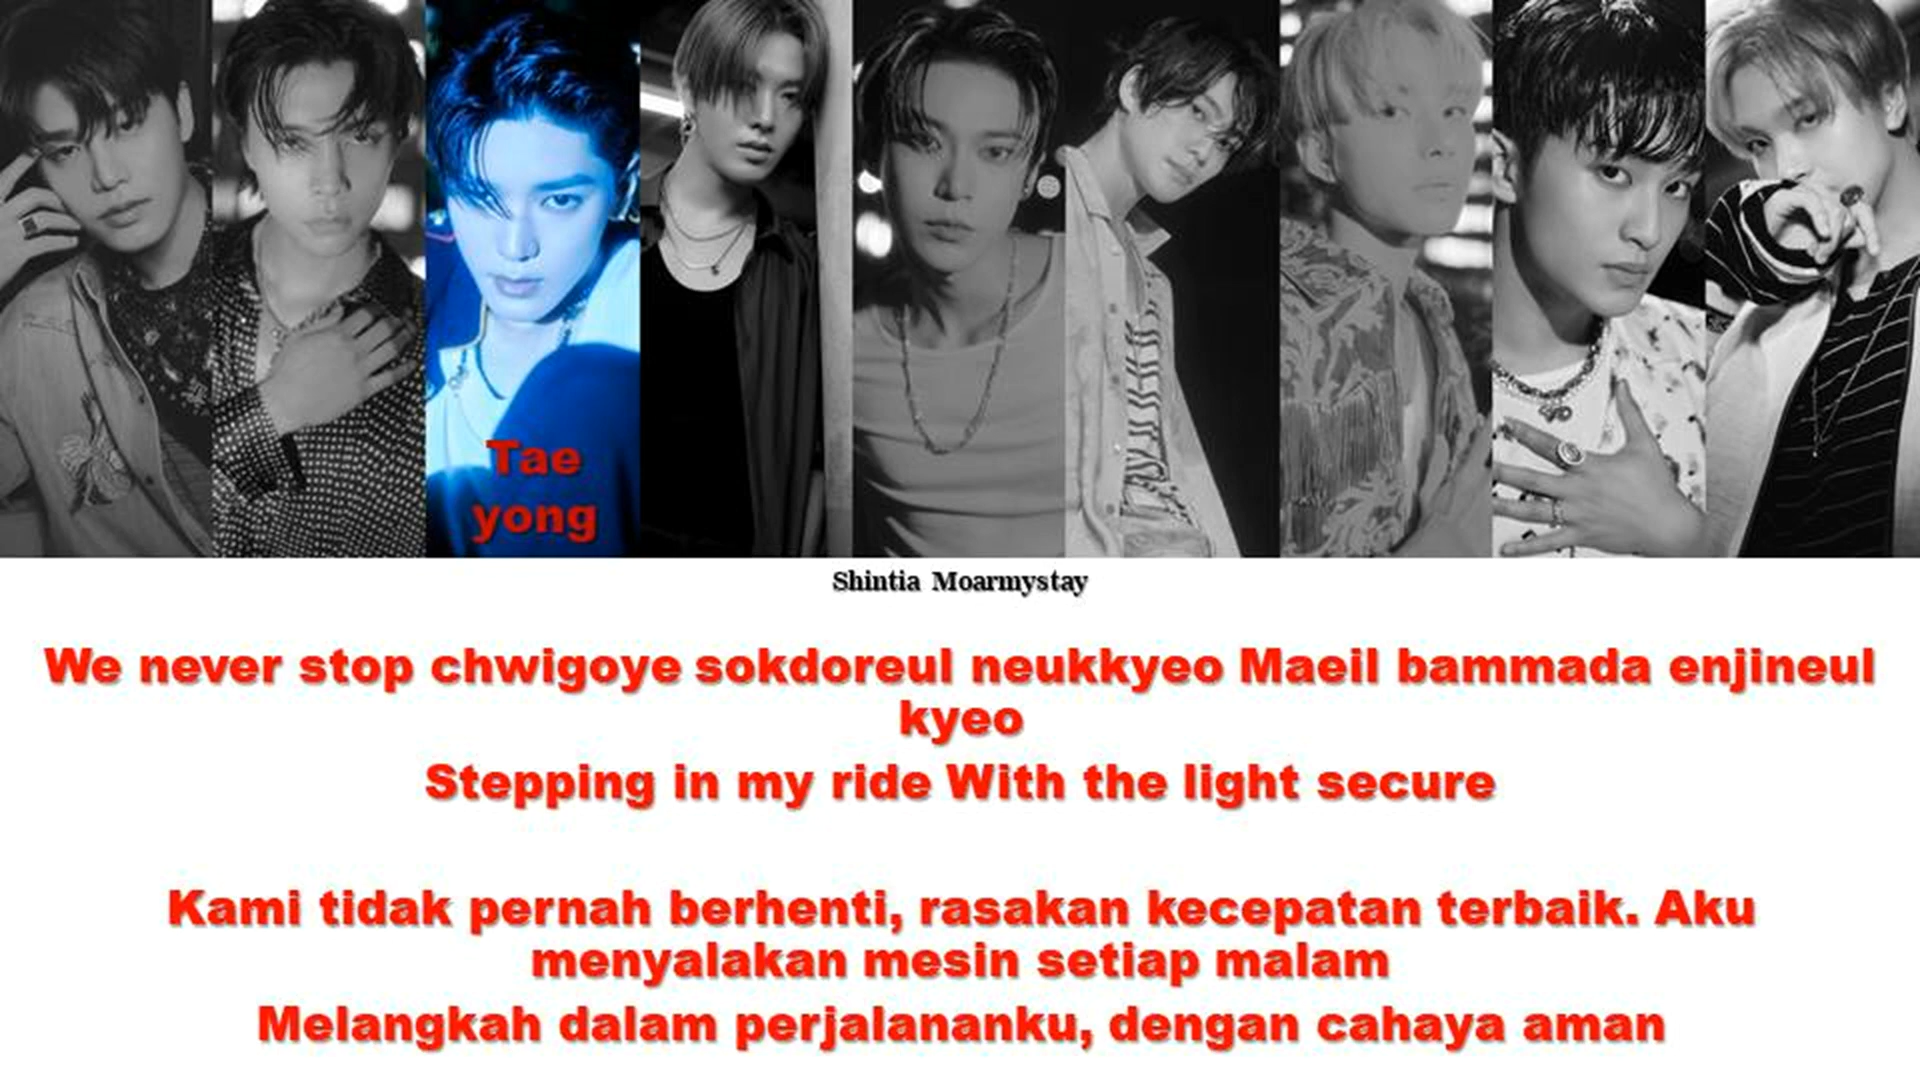 Tae
yong
Shintia Moarmystay
We never stop chwigoye sokdoreul neukkyeo Maeil bammada enjineul
kyeo
Stepping in my ride With the light secure
Kami tidak pernah berhenti, rasakan kecepatan terbaik. Aku
menyalakan mesin setiap malam
Melangkah dalam perjalananku, dengan cahaya aman